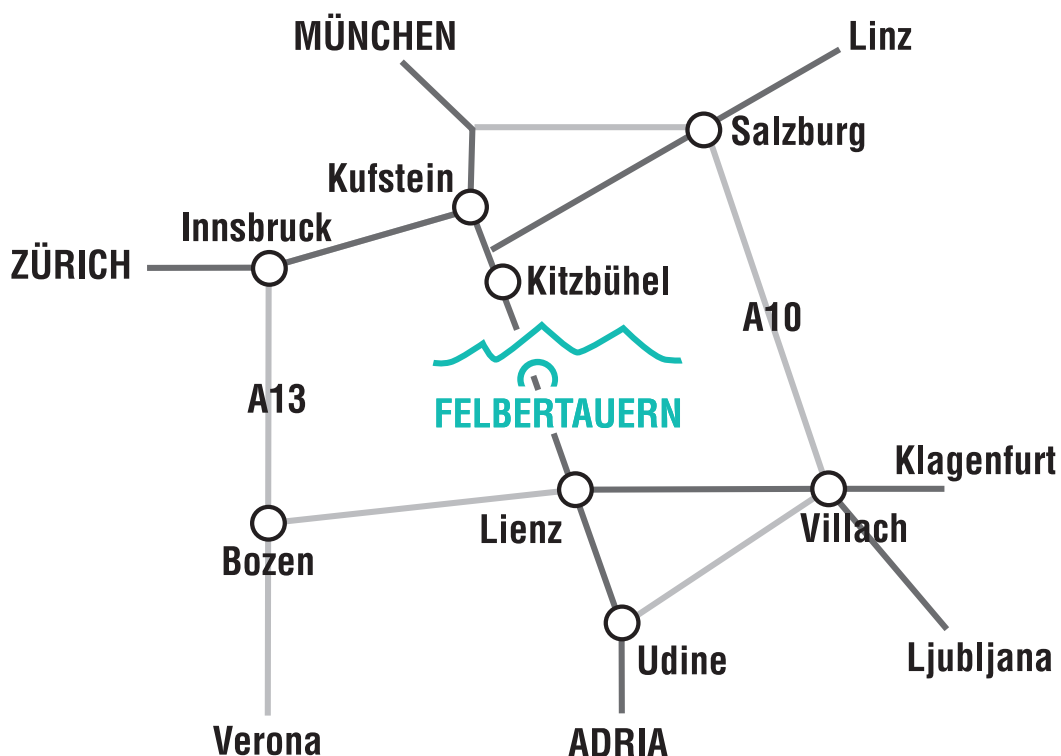 MÜNCHEN
Linz
Salzburg
Kufstein
Innsbruck
ZÜRICH
Kitzbühel
A10
A13
FELBERTAUERN
Klagenfurt
Lienz
Villach
Bozen
Udine
Ljubljana
Verona
ADRIA